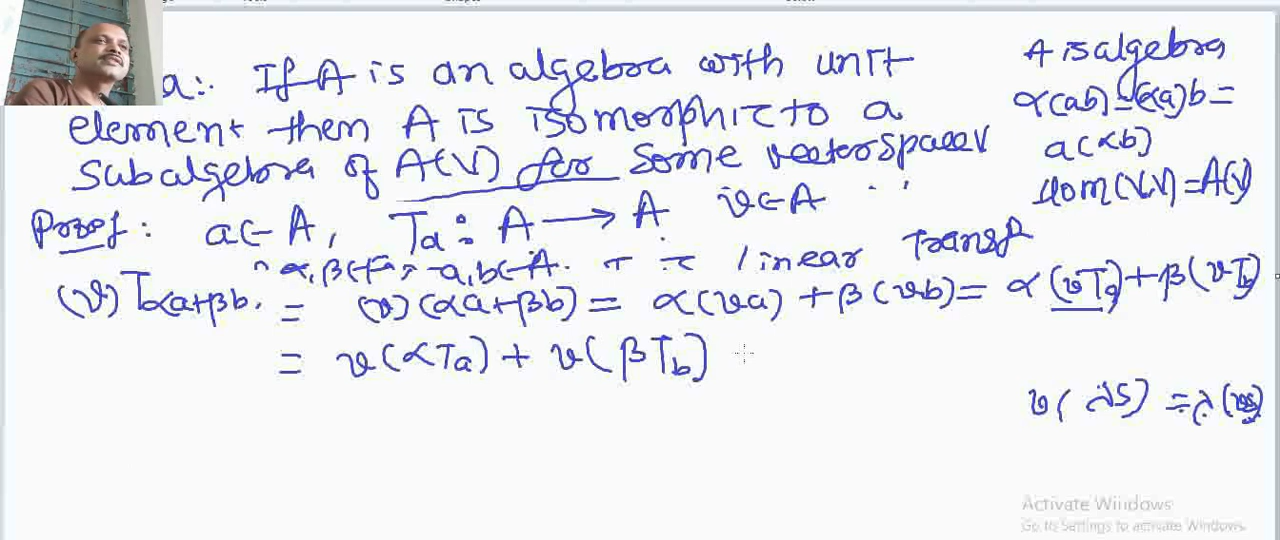 a:. If A is an algebra with unit
element then A is isomorphic to a
subalgebra of A(V) for some vector space V
A is algebra
α(ab) = (αa)b =
a(αb)
Hom(V,V) = A(V)
Proof : a∈A, Ta : A → A v∈A
α, β∈F, a, b∈A. linear transf
(v) Tαa+βb. = (v)(αa+βb) = α(va) + β(vb) = α(vTa) + β(vTb)
= v(αTa) + v(βTb)
v(λS) = λ(vs)
Activate Windows
Go to Settings to activate Windows.